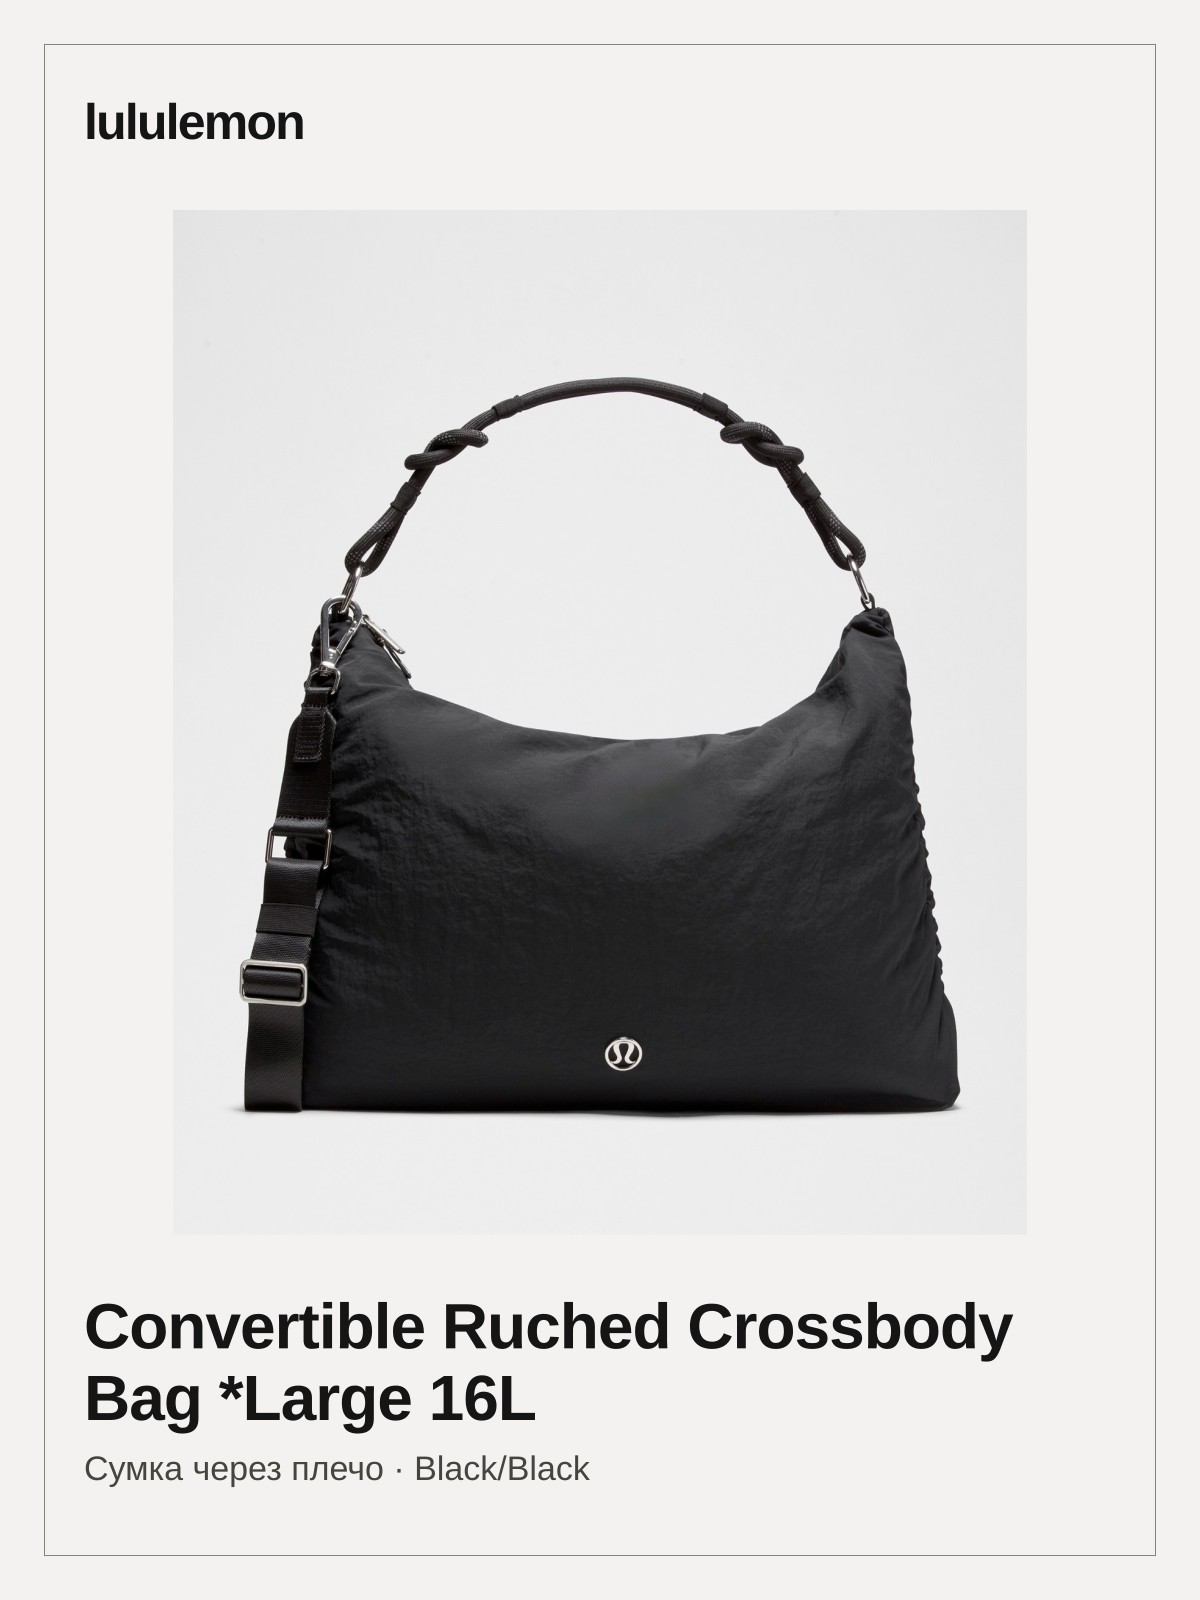 lululemon
Convertible Ruched Crossbody
Bag *Large 16L
Сумка через плечо · Black/Black